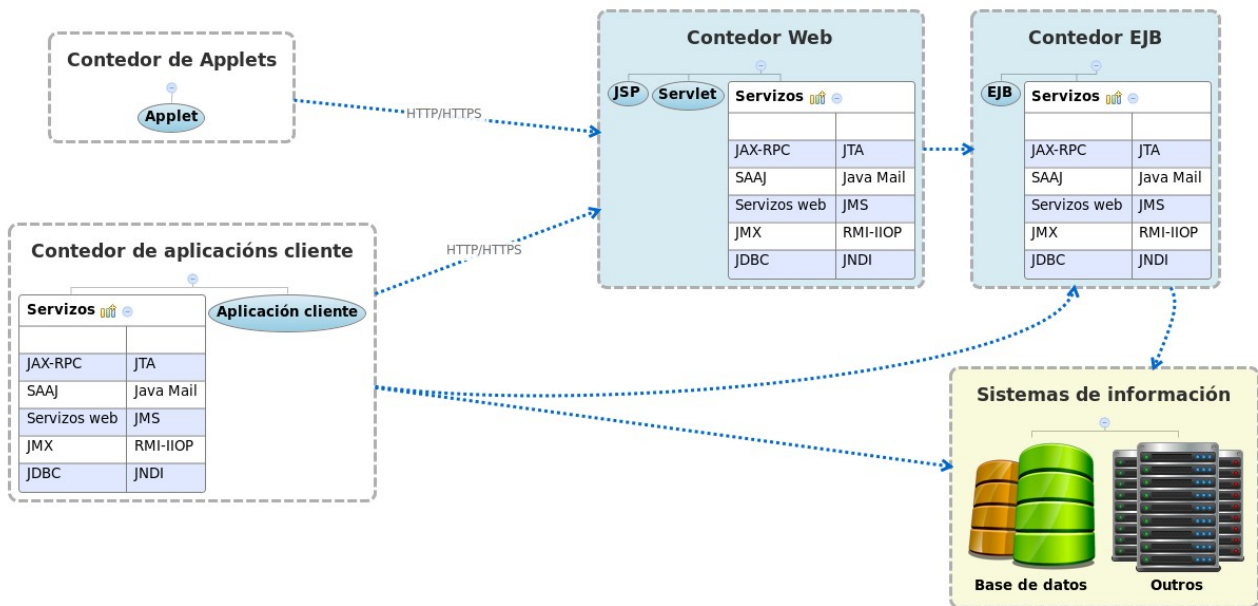 Contedor de Applets
Applet
HTTP/HTTPS
Contedor Web
JSP
Servlet
Servizos
JAX-RPC JTA
SAAJ Java Mail
Servizos web JMS
JMX RMI-IIOP
JDBC JNDI
Contedor EJB
EJB
Servizos
JAX-RPC JTA
SAAJ Java Mail
Servizos web JMS
JMX RMI-IIOP
JDBC JNDI
Contedor de aplicacións cliente
HTTP/HTTPS
Servizos
Aplicación cliente
JAX-RPC JTA
SAAJ Java Mail
Servizos web JMS
JMX RMI-IIOP
JDBC JNDI
Sistemas de información
Base de datos
Outros